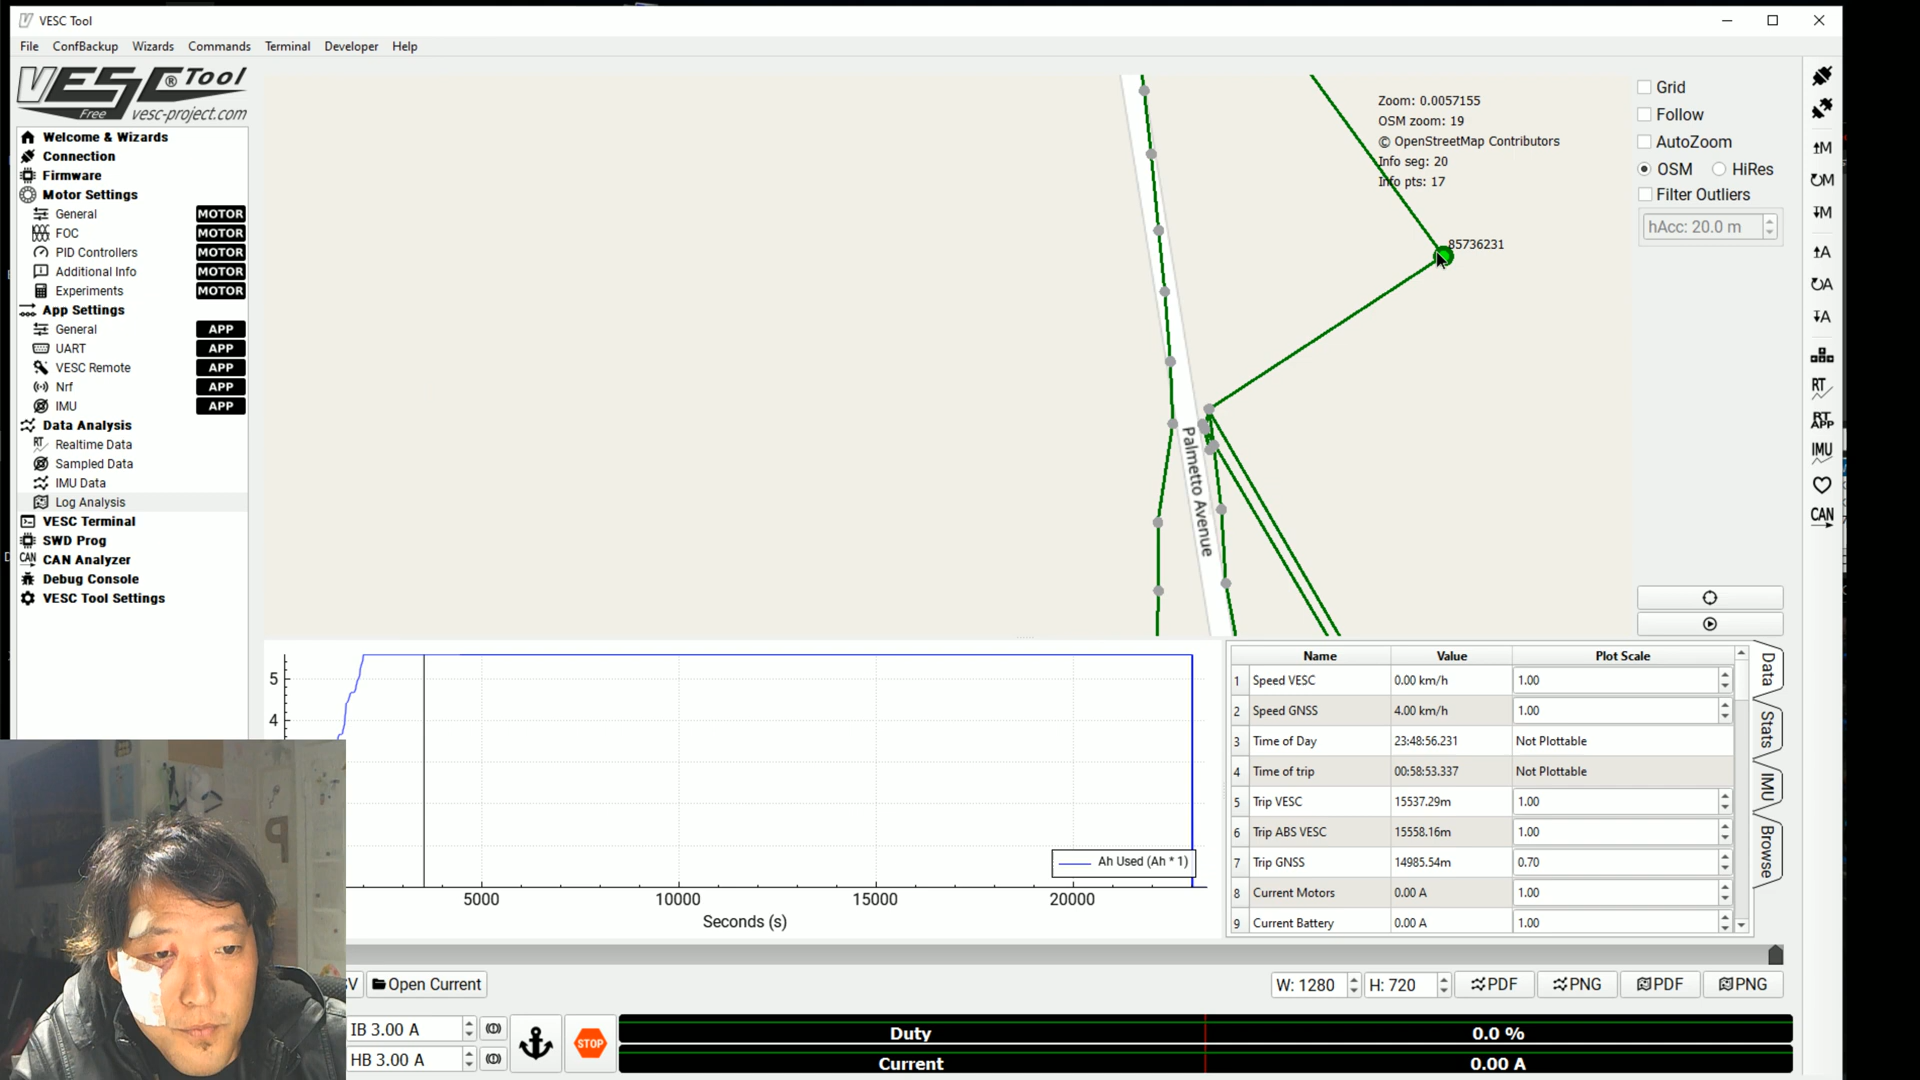 VESC Tool
File ConfBackup Wizards Commands Terminal Developer Help
VESC® Tool
Free vesc-project.com
Welcome & Wizards
Connection
Firmware
Motor Settings
General MOTOR
FOC MOTOR
PID Controllers MOTOR
Additional Info MOTOR
Experiments MOTOR
App Settings
General APP
UART APP
VESC Remote APP
Nrf APP
IMU APP
Data Analysis
RT Realtime Data
Sampled Data
IMU Data
Log Analysis
VESC Terminal
SWD Prog
CAN CAN Analyzer
Debug Console
VESC Tool Settings
Zoom: 0.0057155
OSM zoom: 19
© OpenStreetMap Contributors
Info seg: 20
Info pts: 17
85736231
Palmetto Avenue
Grid
Follow
AutoZoom
OSM HiRes
Filter Outliers
hAcc: 20.0 m
M
M
M
A
A
A
RT
RT
APP
IMU
CAN
5
4
5000 10000 15000 20000
Seconds (s)
Ah Used (Ah * 1)
Name Value Plot Scale
1 Speed VESC 0.00 km/h 1.00
2 Speed GNSS 4.00 km/h 1.00
3 Time of Day 23:48:56.231 Not Plottable
4 Time of trip 00:58:53.337 Not Plottable
5 Trip VESC 15537.29m 1.00
6 Trip ABS VESC 15558.16m 1.00
7 Trip GNSS 14985.54m 0.70
8 Current Motors 0.00 A 1.00
9 Current Battery 0.00 A 1.00
Data
Stats
IMU
Browse
V Open Current W: 1280 H: 720 PDF PNG PDF PNG
IB 3.00 A
HB 3.00 A
STOP
Duty 0.0 %
Current 0.00 A